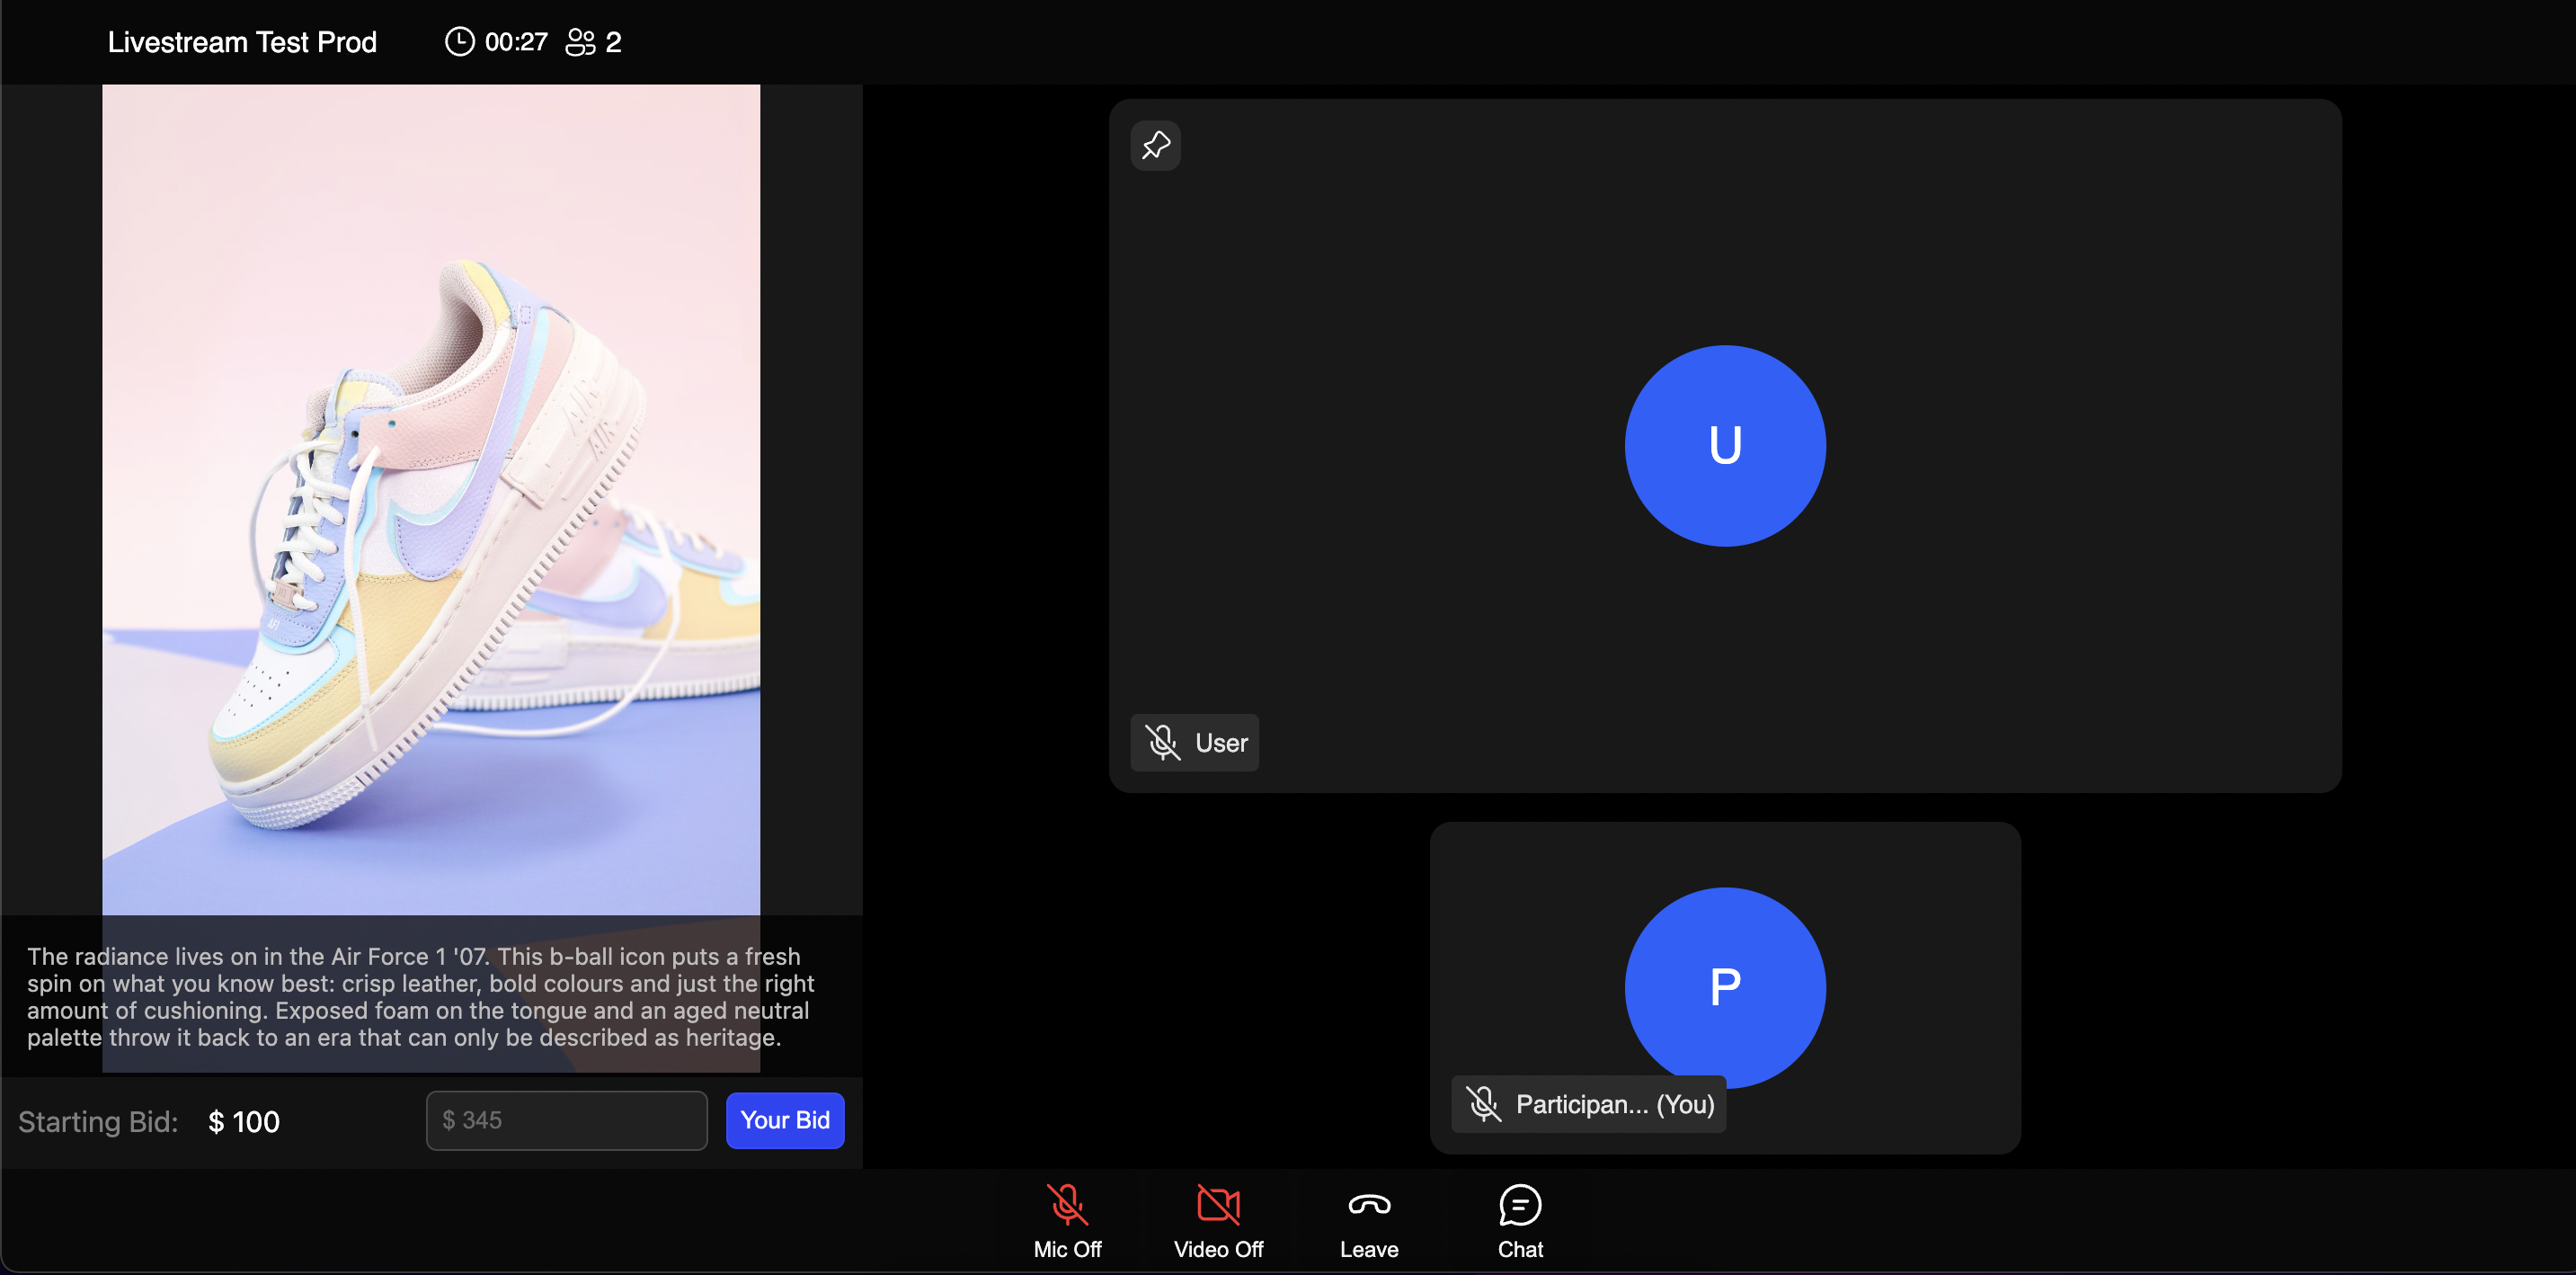 Livestream Test Prod
00:27
2
AIR
AIR
AF1
U
User
The radiance lives on in the Air Force 1 '07. This b-ball icon puts a fresh
spin on what you know best: crisp leather, bold colours and just the right
amount of cushioning. Exposed foam on the tongue and an aged neutral
palette throw it back to an era that can only be described as heritage.
P
Participan... (You)
Starting Bid: $ 100
$ 345
Your Bid
Mic Off
Video Off
Leave
Chat